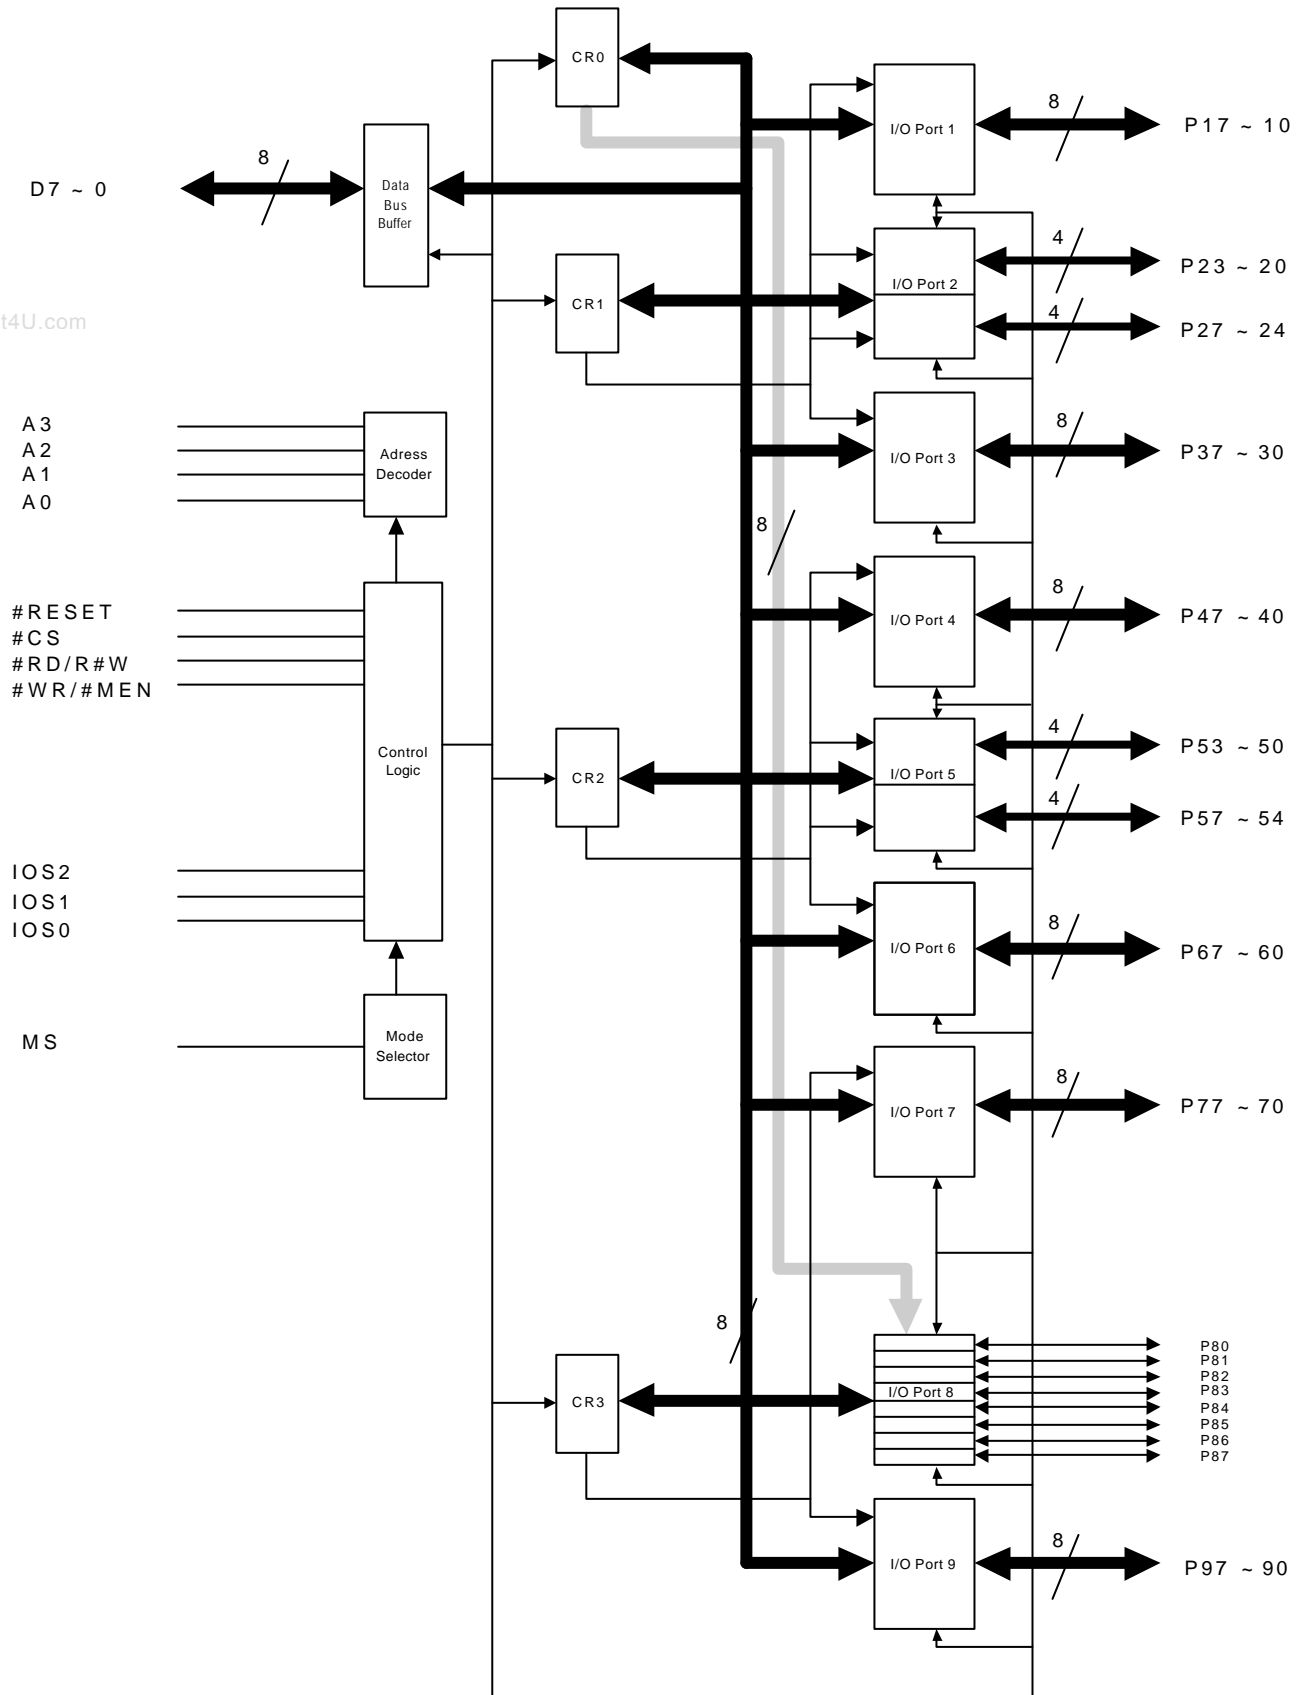 CR0
8
P17 ~ 10
I/O Port 1
8
D7 ~ 0
Data
Bus
Buffer
4
P23 ~ 20
I/O Port 2
CR1
4
P27 ~ 24
t4U.com
A3
A2
A1
A0
Adress
Decoder
8
P37 ~ 30
I/O Port 3
8
#RESET
#CS
#RD/R#W
#WR/#MEN
8
P47 ~ 40
I/O Port 4
Control
Logic
CR2
4
P53 ~ 50
I/O Port 5
4
P57 ~ 54
IOS2
IOS1
IOS0
8
P67 ~ 60
I/O Port 6
MS
Mode
Selector
8
P77 ~ 70
I/O Port 7
8
CR3
I/O Port 8
P80
P81
P82
P83
P84
P85
P86
P87
8
P97 ~ 90
I/O Port 9